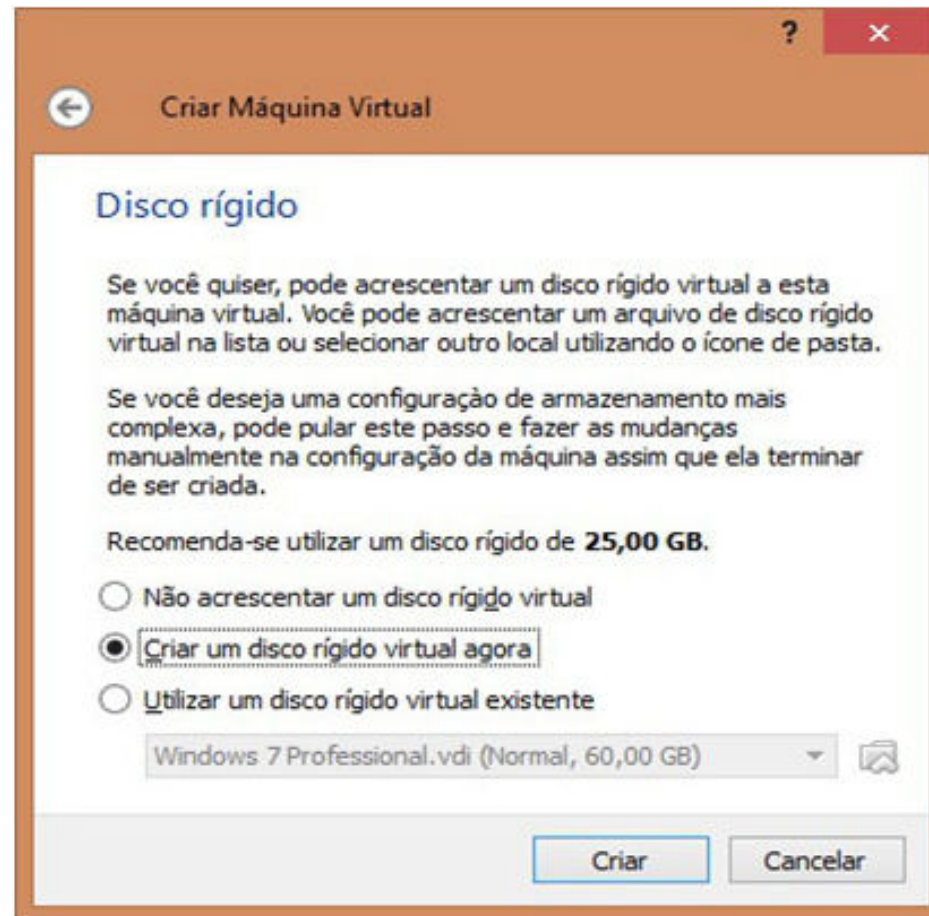 ?
Criar Máquina Virtual
Disco rígido
Se você quiser, pode acrescentar um disco rígido virtual a esta
máquina virtual. Você pode acrescentar um arquivo de disco rígido
virtual na lista ou selecionar outro local utilizando o ícone de pasta.
Se você deseja uma configuraçào de armazenamento mais
complexa, pode pular este passo e fazer as mudanças
manualmente na configuração da máquina assim que ela terminar
de ser criada.
Recomenda-se utilizar um disco rígido de 25,00 GB.
Não acrescentar um disco rígido virtual
Criar um disco rígido virtual agora
Utilizar um disco rígido virtual existente
Windows 7 Professional.vdi (Normal, 60,00 GB)
Criar Cancelar